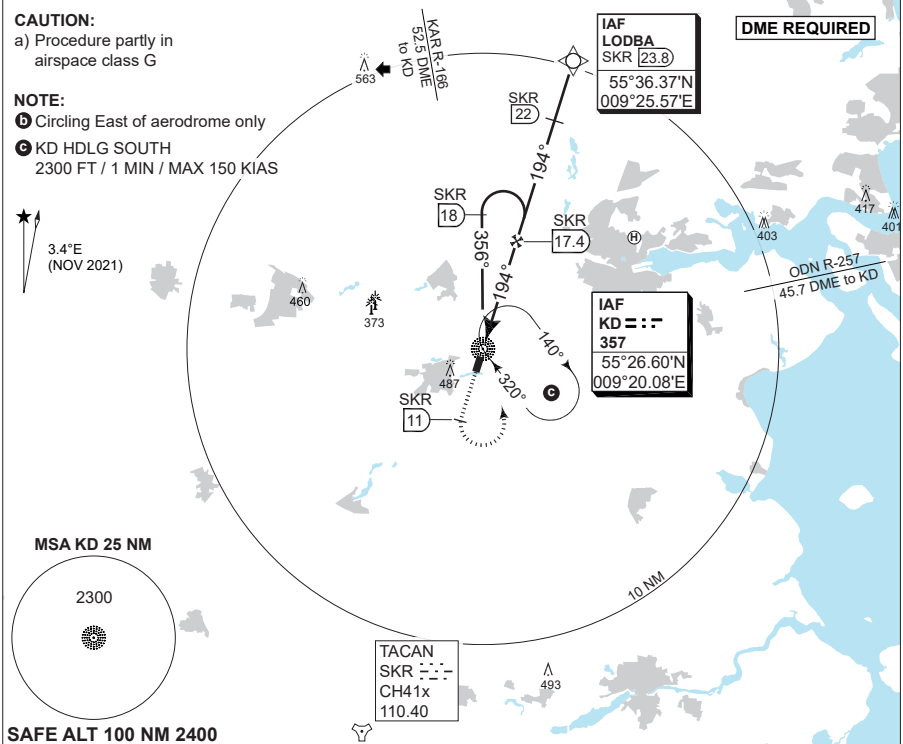 CAUTION:
a) Procedure partly in
airspace class G
NOTE:
b Circling East of aerodrome only
c KD HDLG SOUTH
2300 FT / 1 MIN / MAX 150 KIAS
3.4°E
(NOV 2021)
KAR R-166
52.5 DME
to KD
563
IAF
LODBA
SKR 23.8
55°36.37'N
009°25.57'E
DME REQUIRED
SKR
22
194°
SKR
18
356°
SKR
17.4
194°
H
403
417
401
ODN R-257
45.7 DME to KD
460
373
IAF
KD
357
55°26.60'N
009°20.08'E
140°
320°
c
487
SKR
11
10 NM
MSA KD 25 NM
2300
SAFE ALT 100 NM 2400
TACAN
SKR
CH41x
110.40
493